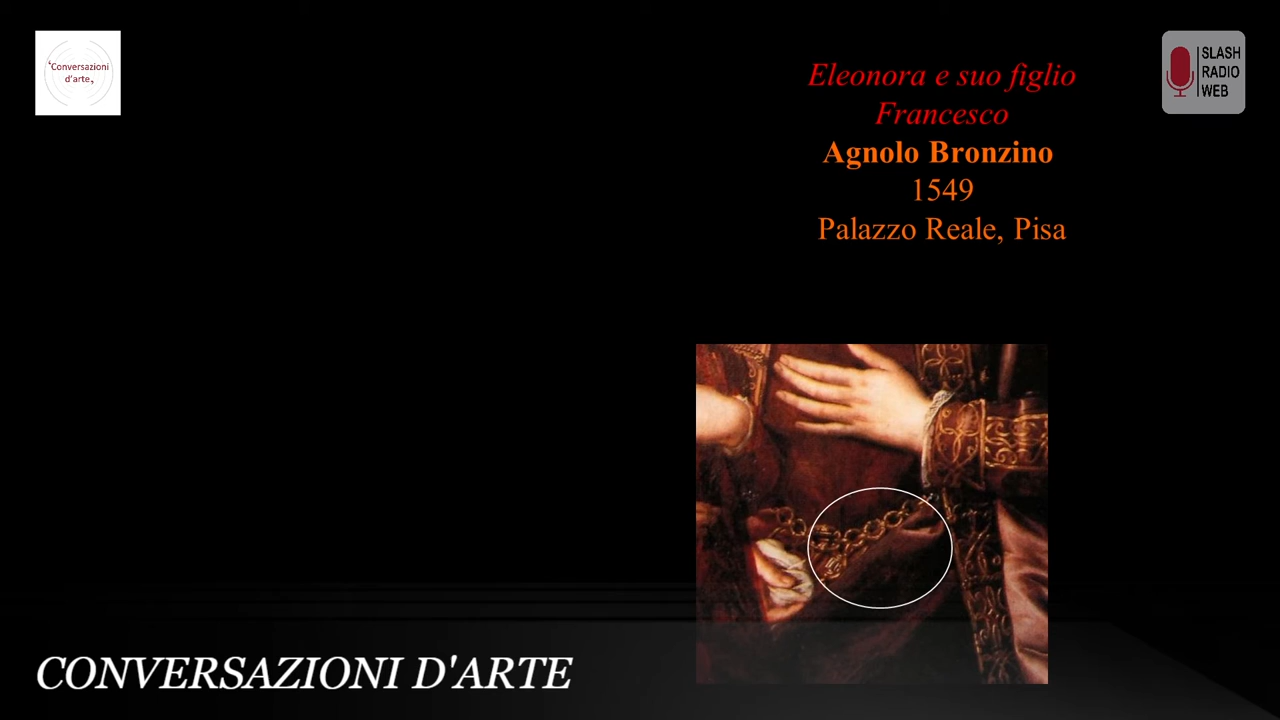 ‘Conversazioni
d'arte,
SLASH
RADIO
WEB
Eleonora e suo figlio
Francesco
Agnolo Bronzino
1549
Palazzo Reale, Pisa
CONVERSAZIONI D'ARTE